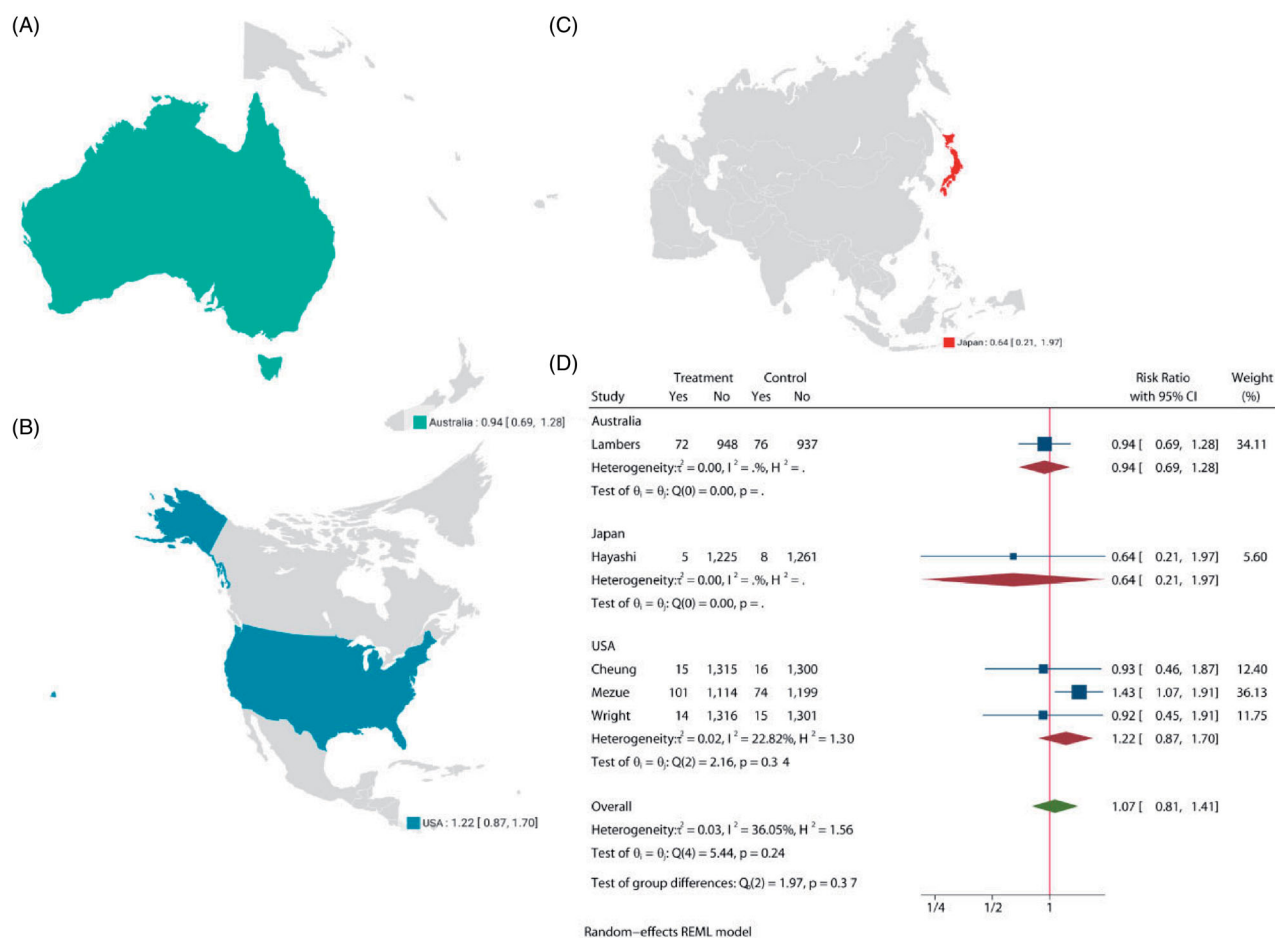 (A)
Australia : 0.94 [ 0.69, 1.28]
(B)
USA : 1.22 [ 0.87, 1.70]
(C)
Japan : 0.64 [ 0.21, 1.97]
(D)
Treatment Control Risk Ratio Weight
Study Yes No Yes No with 95% CI (%)
Australia
Lambers 72 948 76 937 0.94 [ 0.69, 1.28] 34.11
Heterogeneity:τ² = 0.00, I² = .%, H² = . 0.94 [ 0.69, 1.28]
Test of θᵢ = θⱼ: Q(0) = 0.00, p = .
Japan
Hayashi 5 1,225 8 1,261 0.64 [ 0.21, 1.97] 5.60
Heterogeneity:τ² = 0.00, I² = .%, H² = . 0.64 [ 0.21, 1.97]
Test of θᵢ = θⱼ: Q(0) = 0.00, p = .
USA
Cheung 15 1,315 16 1,300 0.93 [ 0.46, 1.87] 12.40
Mezue 101 1,114 74 1,199 1.43 [ 1.07, 1.91] 36.13
Wright 14 1,316 15 1,301 0.92 [ 0.45, 1.91] 11.75
Heterogeneity:τ² = 0.02, I² = 22.82%, H² = 1.30 1.22 [ 0.87, 1.70]
Test of θᵢ = θⱼ: Q(2) = 2.16, p = 0.3 4
Overall 1.07 [ 0.81, 1.41]
Heterogeneity:τ² = 0.03, I² = 36.05%, H² = 1.56
Test of θᵢ = θⱼ: Q(4) = 5.44, p = 0.24
Test of group differences: Q_b(2) = 1.97, p = 0.3 7
1/4 1/2 1
Random−effects REML model